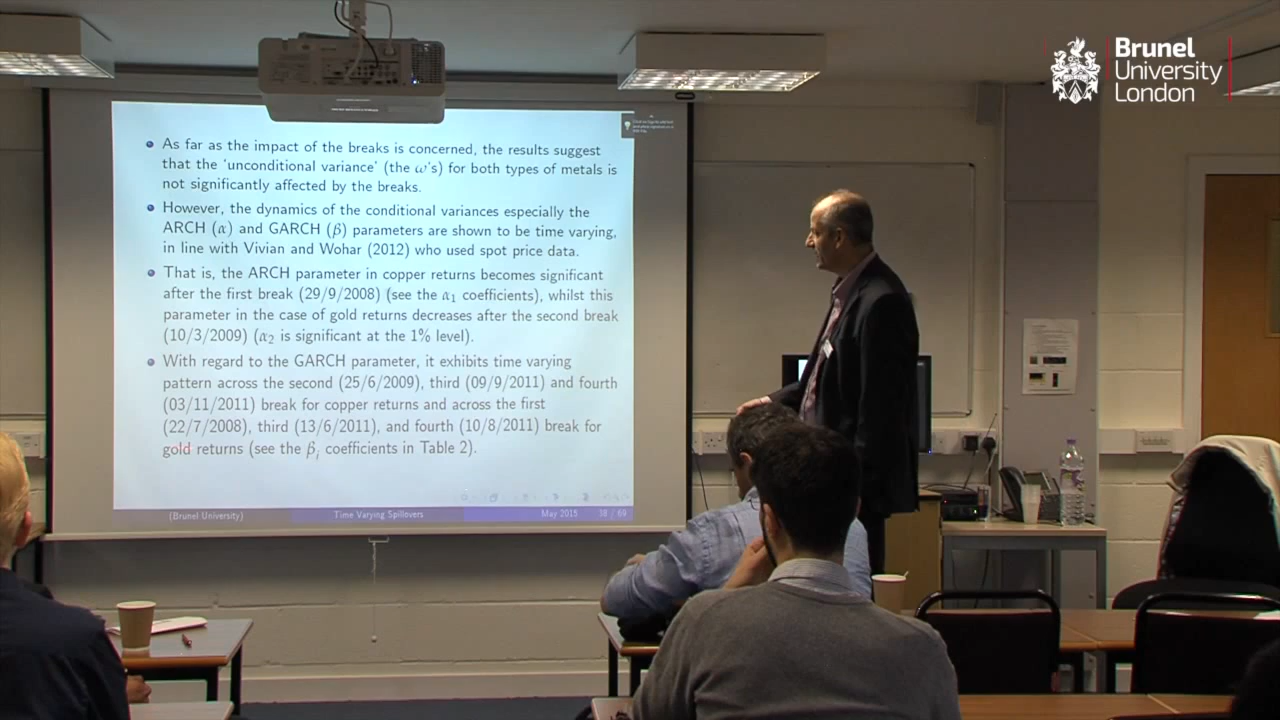 Brunel
University
London
• As far as the impact of the breaks is concerned, the results suggest
that the 'unconditional variance' (the ω's) for both types of metals is
not significantly affected by the breaks.
• However, the dynamics of the conditional variances especially the
ARCH (α) and GARCH (β) parameters are shown to be time varying,
in line with Vivian and Wohar (2012) who used spot price data.
• That is, the ARCH parameter in copper returns becomes significant
after the first break (29/9/2008) (see the α₁ coefficients), whilst this
parameter in the case of gold returns decreases after the second break
(10/3/2009) (α₂ is significant at the 1% level).
• With regard to the GARCH parameter, it exhibits time varying
pattern across the second (25/6/2009), third (09/9/2011) and fourth
(03/11/2011) break for copper returns and across the first
(22/7/2008), third (13/6/2011), and fourth (10/8/2011) break for
gold returns (see the βᵢ coefficients in Table 2).
(Brunel University) Time Varying Spillovers May 2015 38 / 69